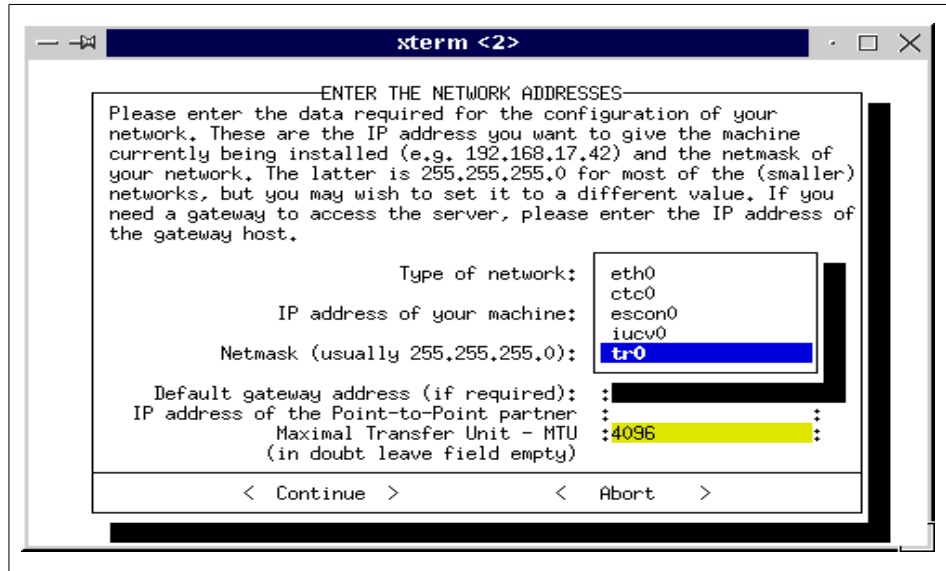 xterm <2>
ENTER THE NETWORK ADDRESSES
Please enter the data required for the configuration of your
network. These are the IP address you want to give the machine
currently being installed (e.g. 192.168.17.42) and the netmask of
your network. The latter is 255.255.255.0 for most of the (smaller)
networks, but you may wish to set it to a different value. If you
need a gateway to access the server, please enter the IP address of
the gateway host.
Type of network: eth0
ctc0
IP address of your machine: escon0
iucv0
Netmask (usually 255.255.255.0): tr0
Default gateway address (if required): :
IP address of the Point-to-Point partner : :
Maximal Transfer Unit - MTU :4096 :
(in doubt leave field empty)
< Continue > < Abort >